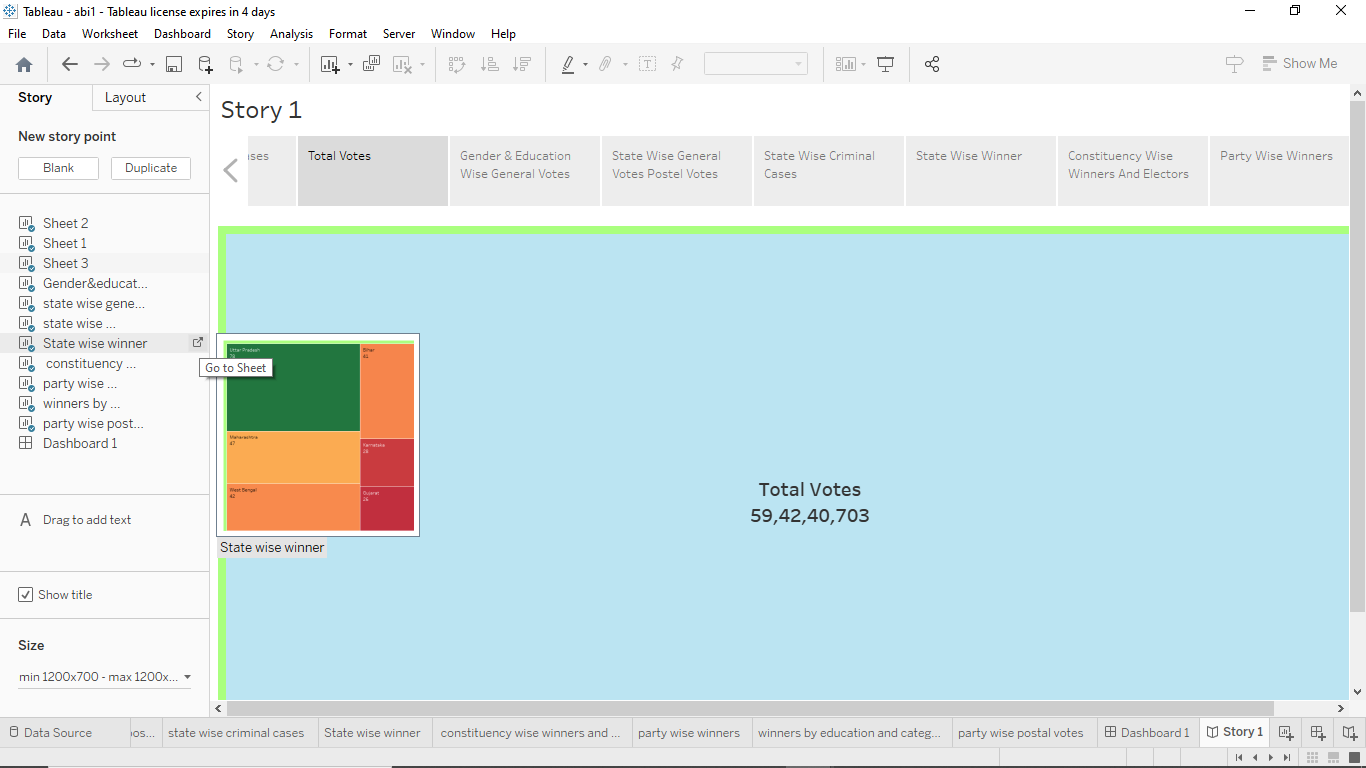 Tableau - abi1 - Tableau license expires in 4 days
File Data Worksheet Dashboard Story Analysis Format Server Window Help
Show Me
Story Layout
New story point
Blank Duplicate
Sheet 2
Sheet 1
Sheet 3
Gender&educat...
state wise gene...
state wise ...
State wise winner
constituency ...
party wise ...
winners by ...
party wise post...
Dashboard 1
A Drag to add text
Show title
Size
min 1200x700 - max 1200x...
Story 1
ases
Total Votes
Gender & Education
Wise General Votes
State Wise General
Votes Postel Votes
State Wise Criminal
Cases
State Wise Winner
Constituency Wise
Winners And Electors
Party Wise Winners
Go to Sheet
Uttar Pradesh
Bihar
Maharashtra
47
Karnataka
28
West Bengal
42
Gujarat
26
State wise winner
Total Votes
59,42,40,703
Data Source
os...
state wise criminal cases
State wise winner
constituency wise winners and ...
party wise winners
winners by education and categ...
party wise postal votes
Dashboard 1
Story 1